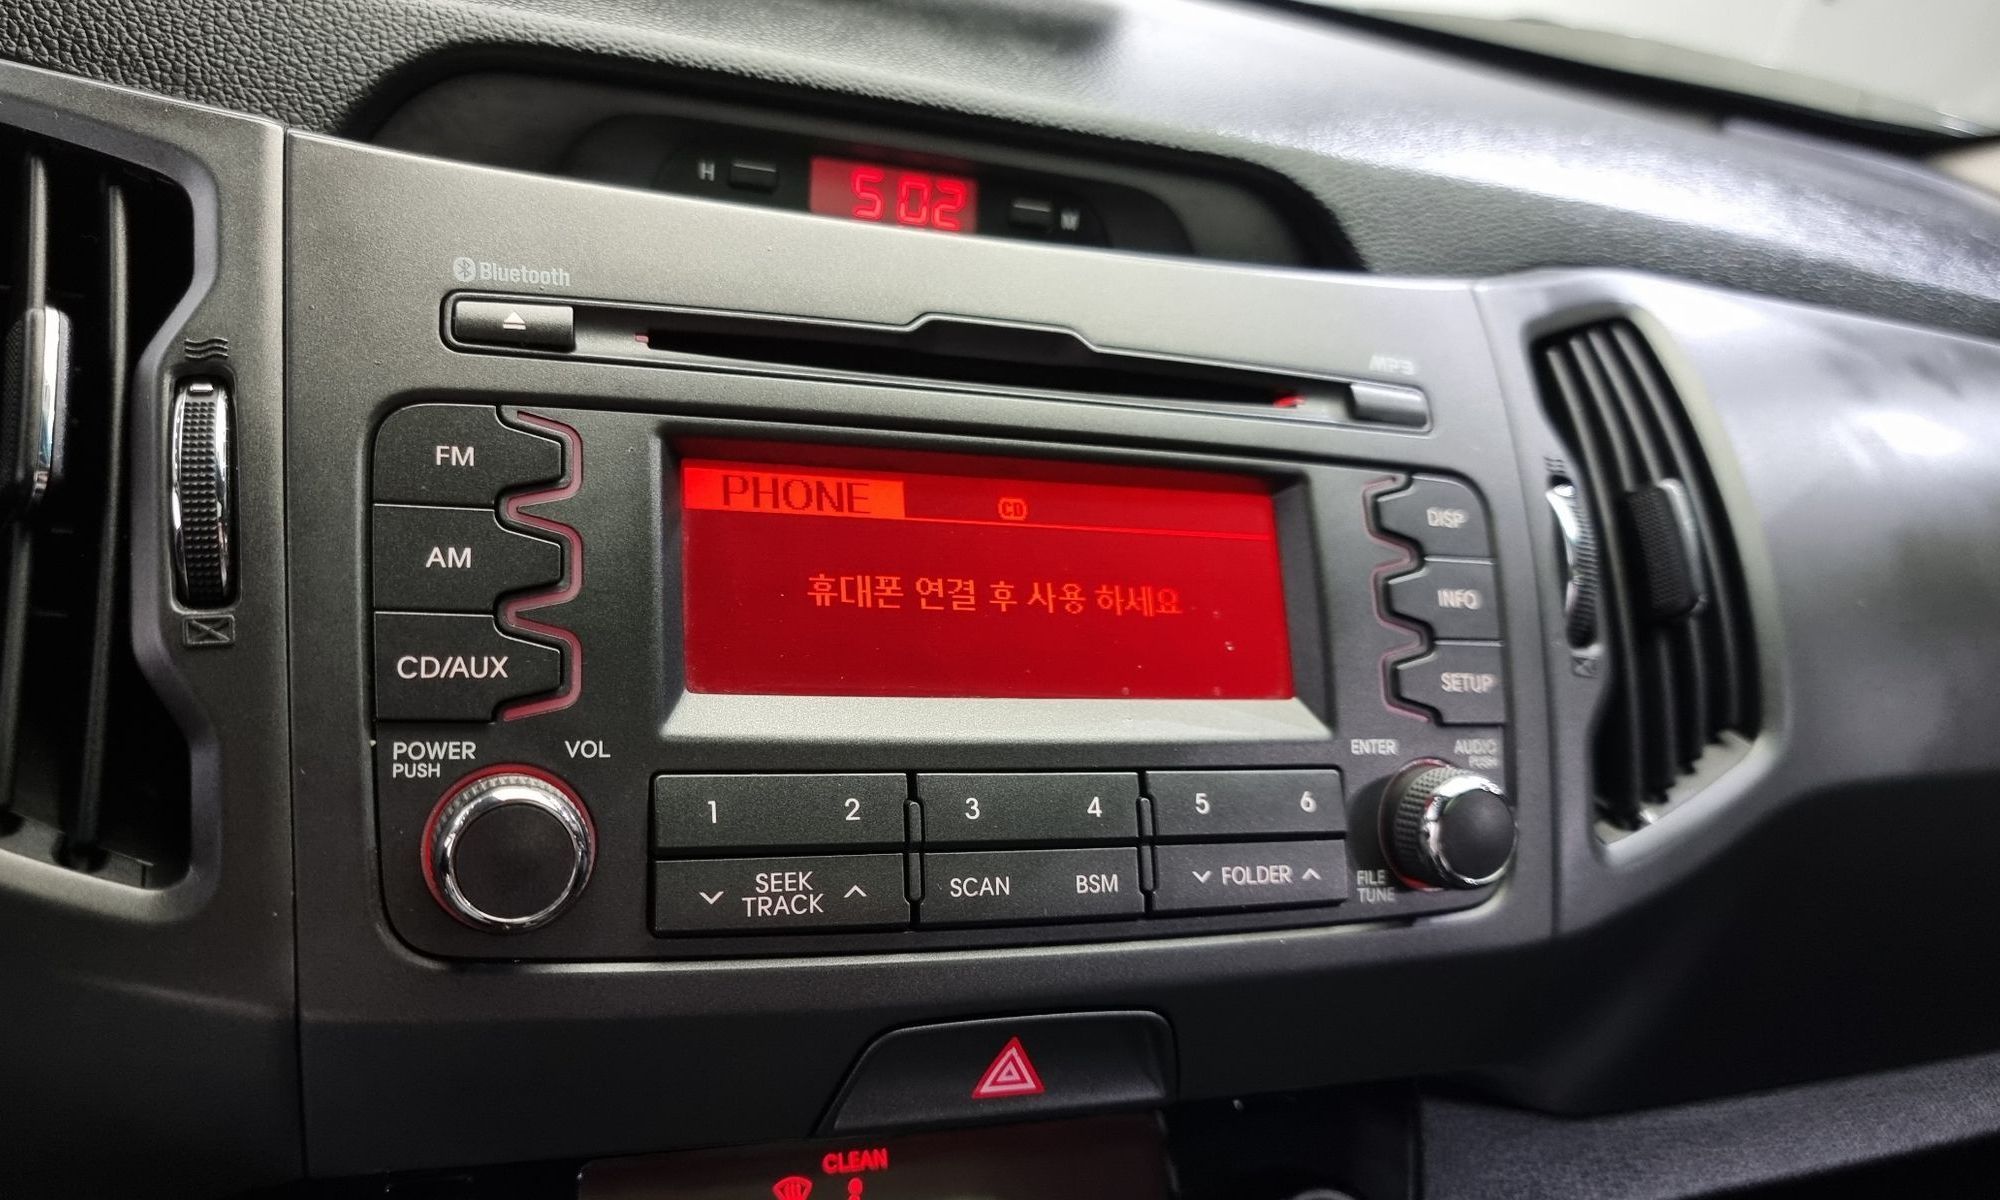 H 5:02 M
Bluetooth
MP3
FM
AM
CD/AUX
PHONE CD
휴대폰 연결 후 사용 하세요
DISP
INFO
SETUP
POWER
PUSH
VOL
ENTER
AUDIO
PUSH
1 2 3 4 5 6
SEEK
TRACK
SCAN BSM
FOLDER
FILE
TUNE
CLEAN